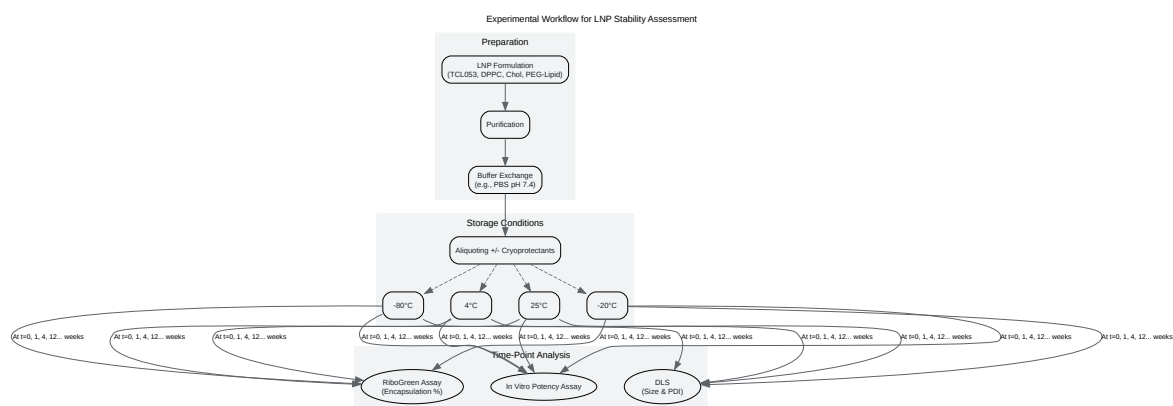 Experimental Workflow for LNP Stability Assessment
Preparation
LNP Formulation
(TCL053, DPPC, Chol, PEG-Lipid)
Purification
Buffer Exchange
(e.g., PBS pH 7.4)
Storage Conditions
Aliquoting +/- Cryoprotectants
-80°C
4°C
25°C
-20°C
At t=0, 1, 4, 12... weeks
At t=0, 1, 4, 12... weeks
At t=0, 1, 4, 12... weeks
At t=0, 1, 4, 12... weeks
At t=0, 1, 4, 12... weeks
At t=0, 1, 4, 12... weeks
At t=0, 1, 4, 12... weeks
At t=0, 1, 4, 12... weeks
At t=0, 1, 4, 12... weeks
At t=0, 1, 4, 12... weeks
At t=0, 1, 4, 12... weeks
At t=0, 1, 4, 12... weeks
Time-Point Analysis
RiboGreen Assay
(Encapsulation %)
In Vitro Potency Assay
DLS
(Size & PDI)